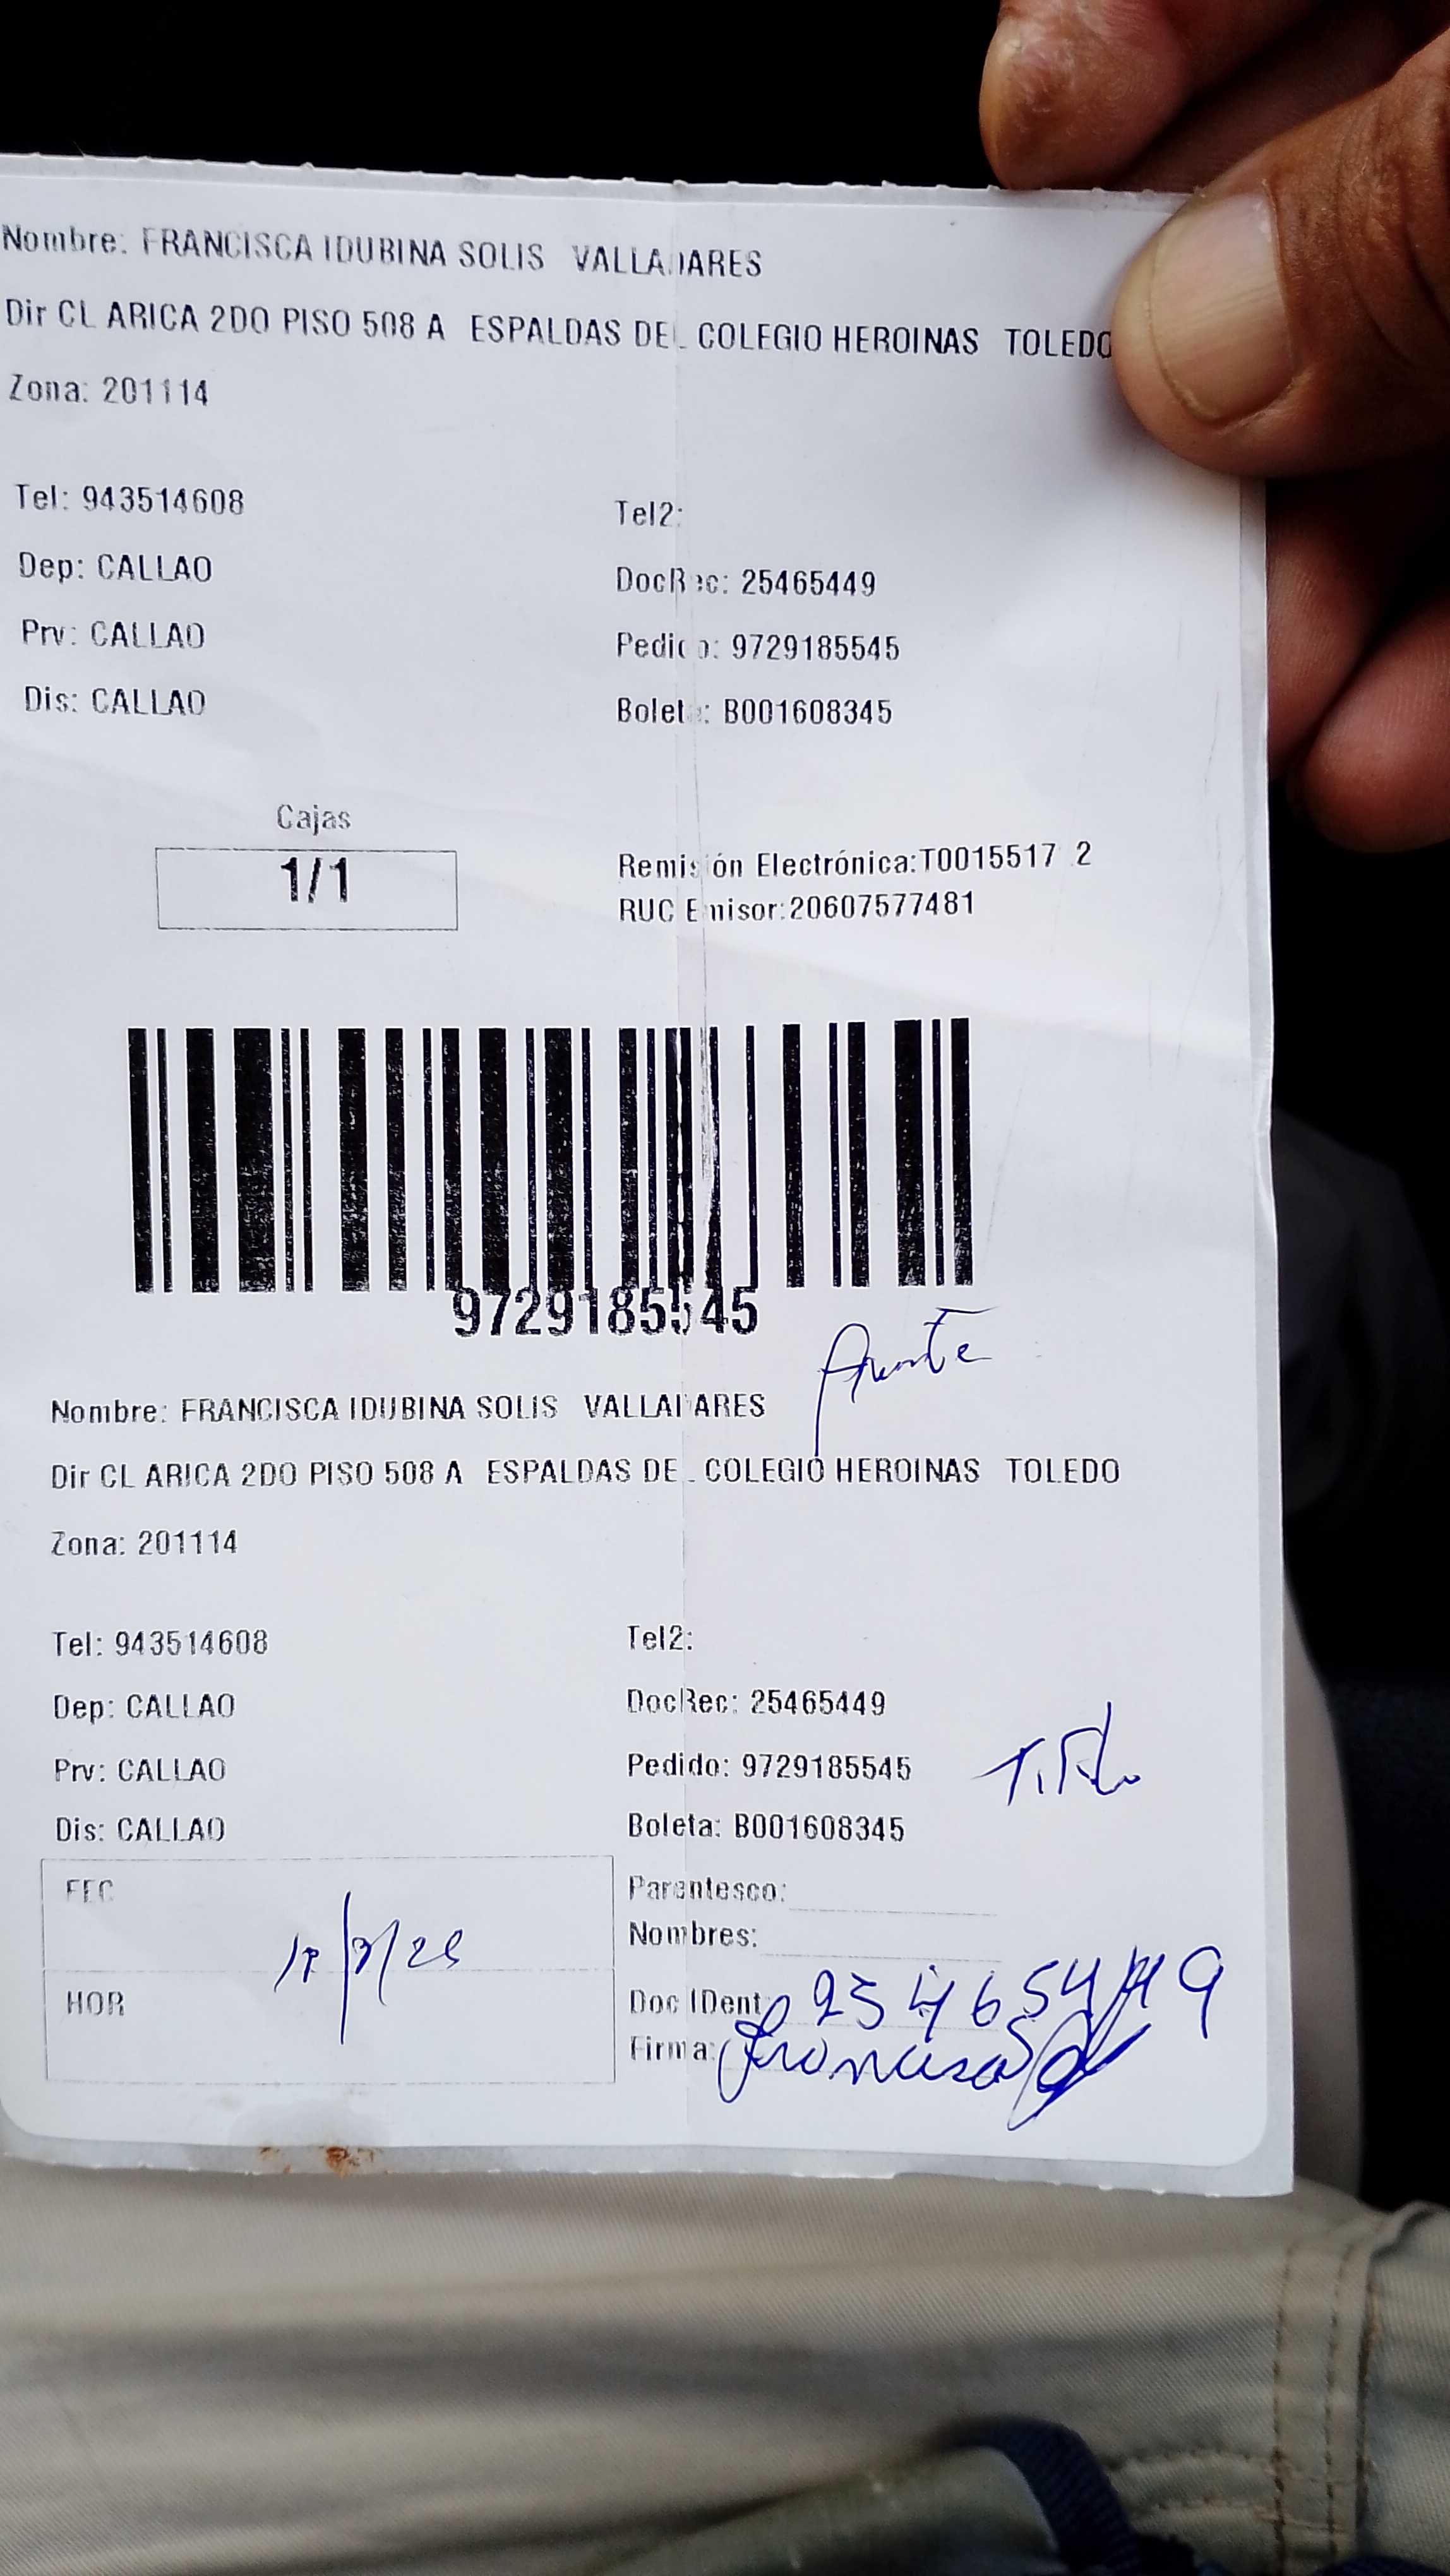 Nombre: FRANCISCA IDUBINA SOLIS VALLADARES
Dir CL ARICA 2DO PISO 508 A ESPALDAS DEL COLEGIO HEROINAS TOLEDO
Zona: 201114
Tel: 943514608 Tel2:
Dep: CALLAO DocRec: 25465449
Prv: CALLAO Pedido: 9729185545
Dis: CALLAO Boleta: B001608345
Cajas
1/1
Remisión Electrónica:T0015517 2
RUC Emisor:20607577481
9729185545
Nombre: FRANCISCA IDUBINA SOLIS VALLADARES
Dir CL ARICA 2DO PISO 508 A ESPALDAS DEL COLEGIO HEROINAS TOLEDO
Zona: 201114
Tel: 943514608 Tel2:
Dep: CALLAO DocRec: 25465449
Prv: CALLAO Pedido: 9729185545
Dis: CALLAO Boleta: B001608345
FEC
HOR
Parentesco:
Nombres:
Doc IDent
Firma: Francisca